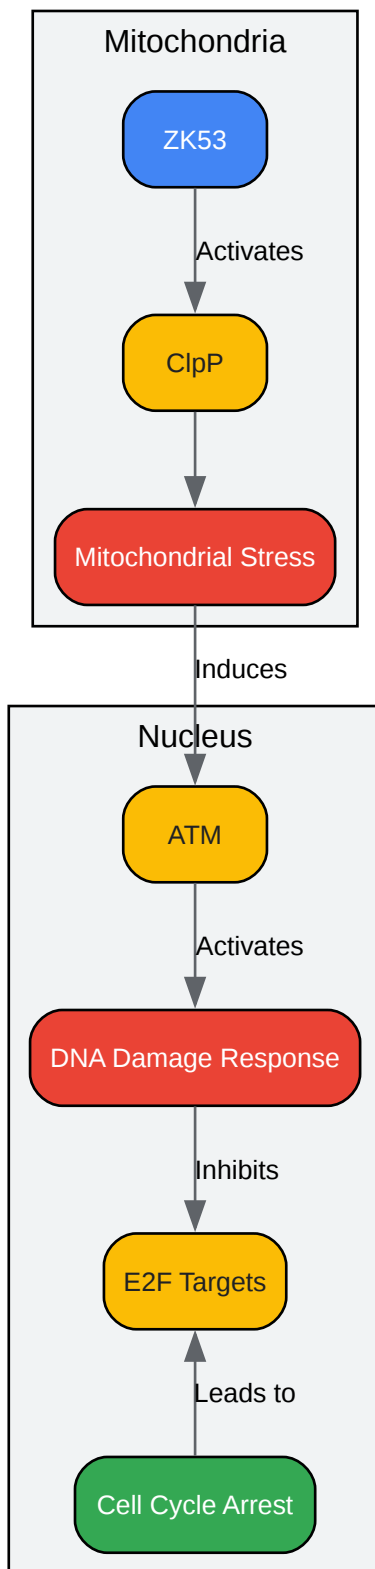 Mitochondria
ZK53
Activates
ClpP
Mitochondrial Stress
Induces
Nucleus
ATM
Activates
DNA Damage Response
Inhibits
E2F Targets
Leads to
Cell Cycle Arrest